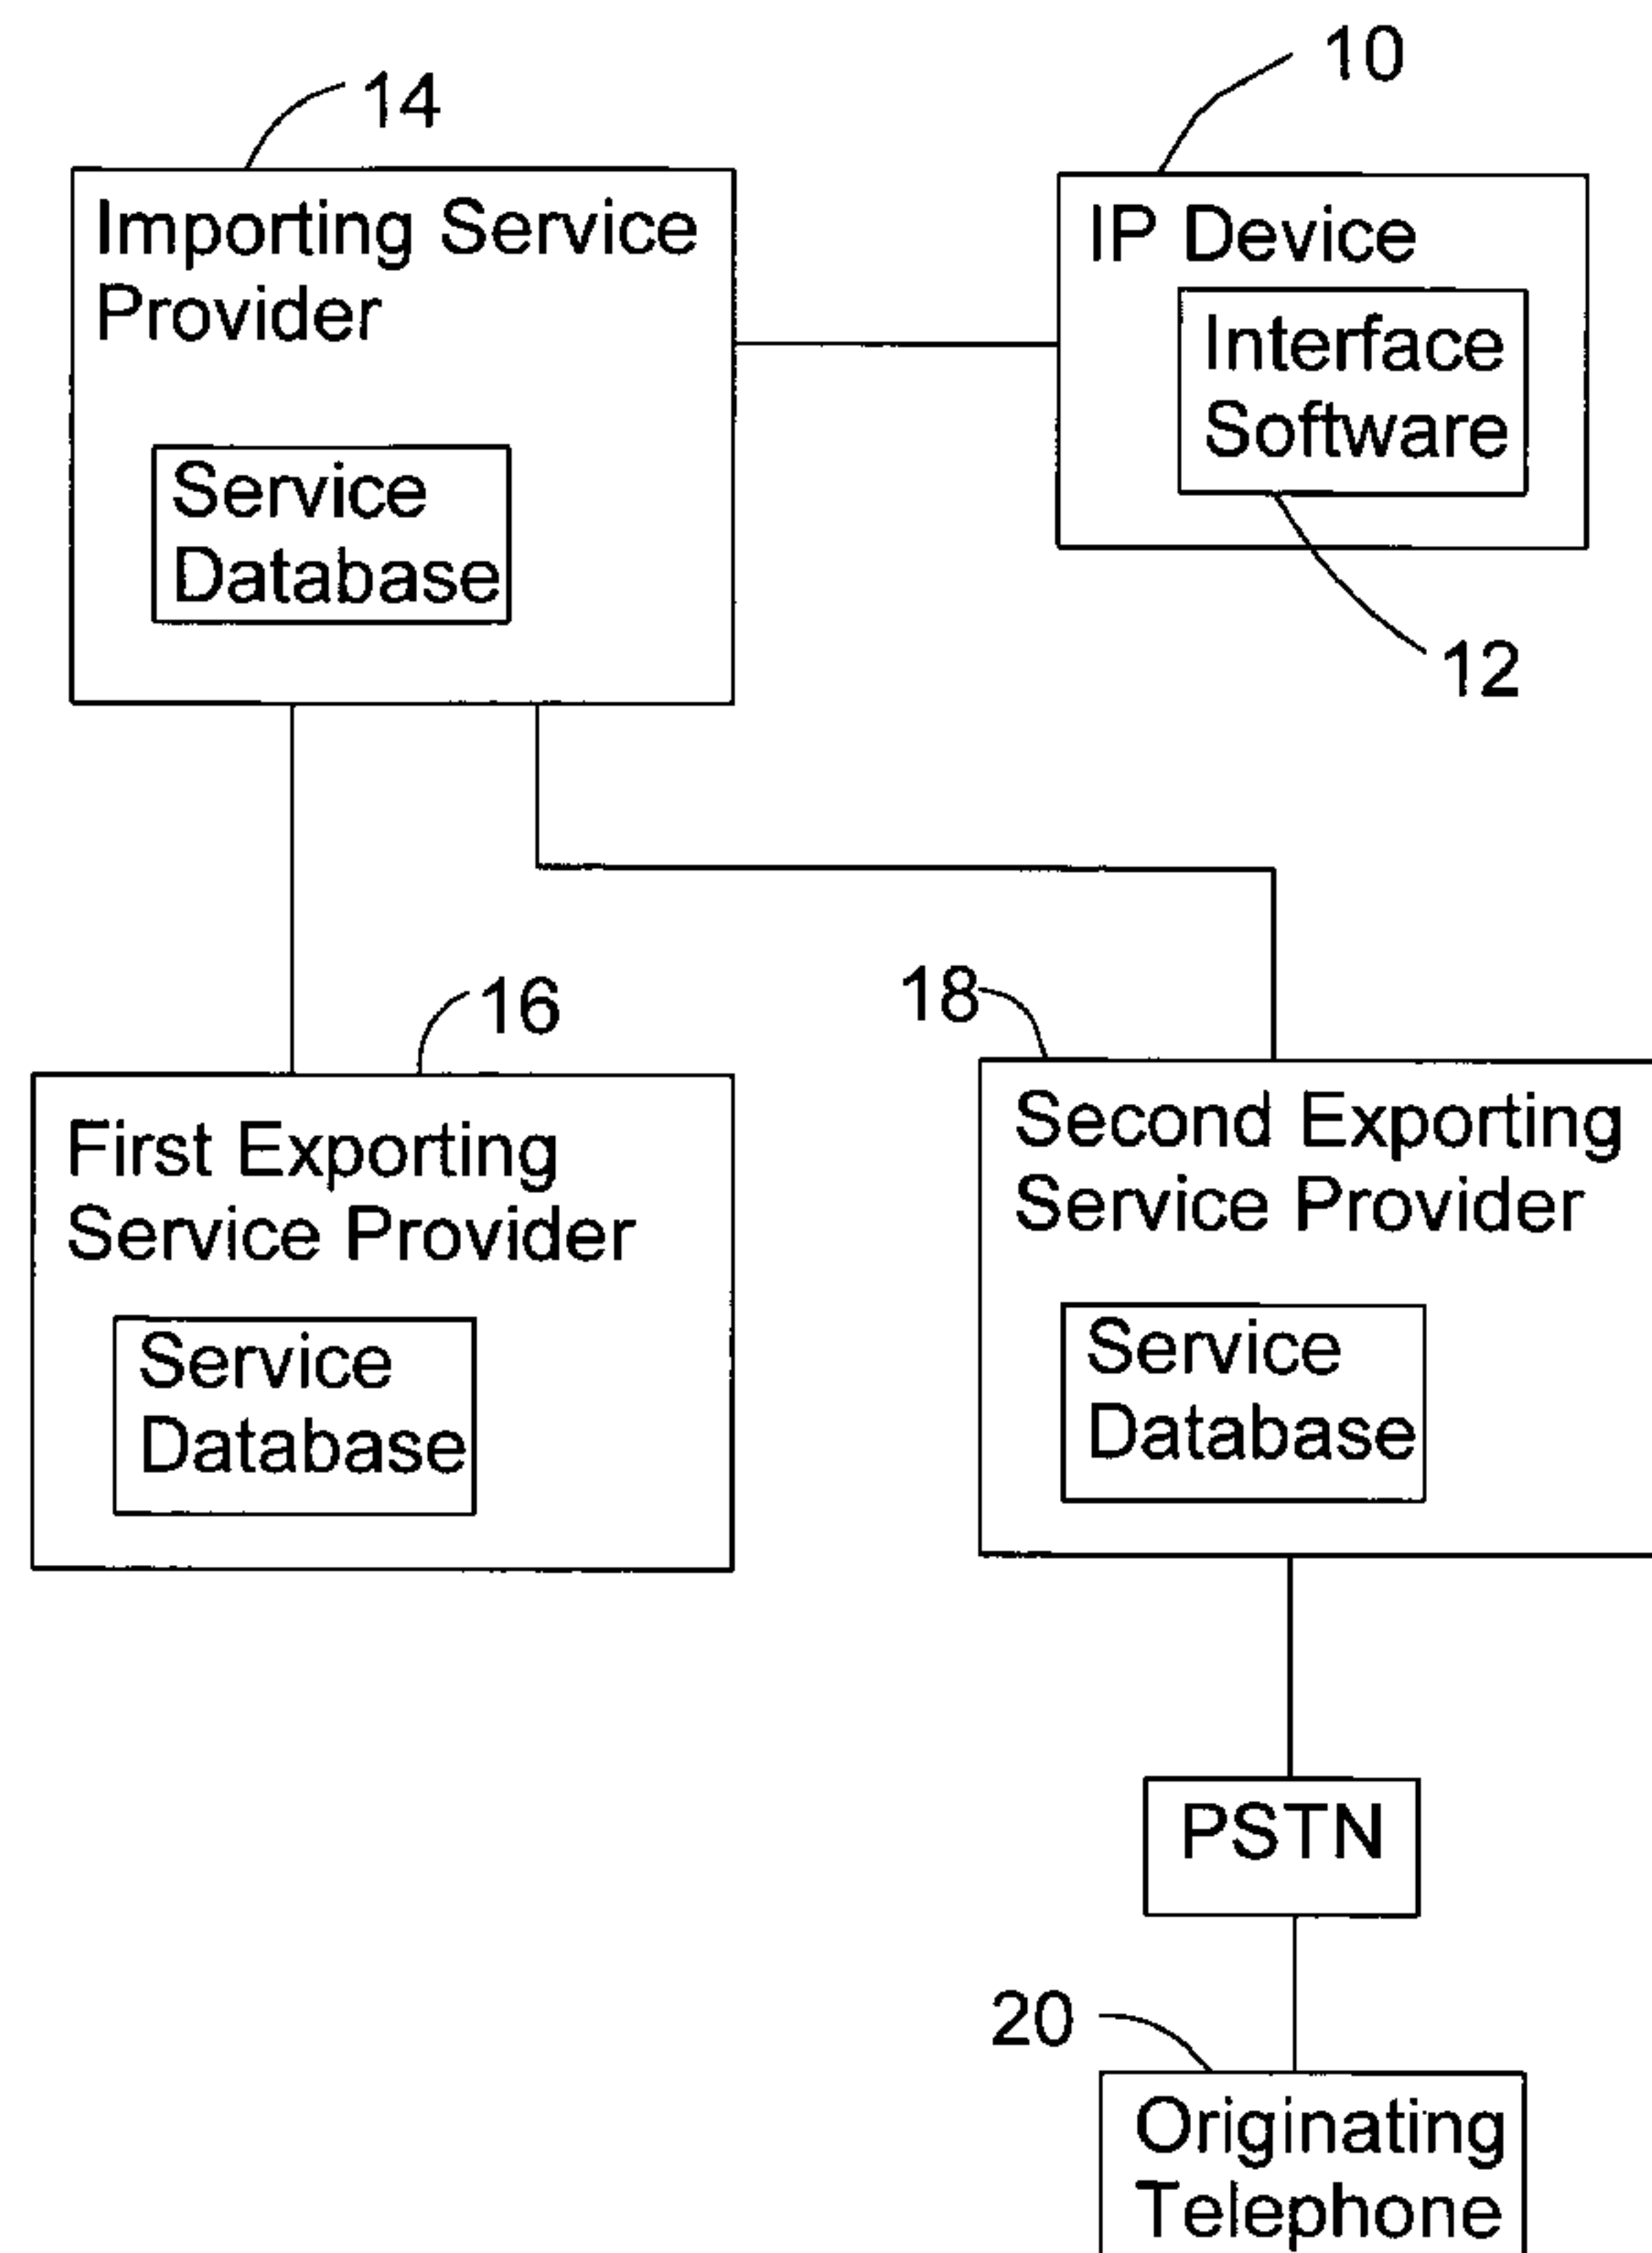 14
10
Importing Service
Provider
Service
Database
IP Device
Interface
Software
12
16
18
First Exporting
Service Provider
Service
Database
Second Exporting
Service Provider
Service
Database
PSTN
20
Originating
Telephone